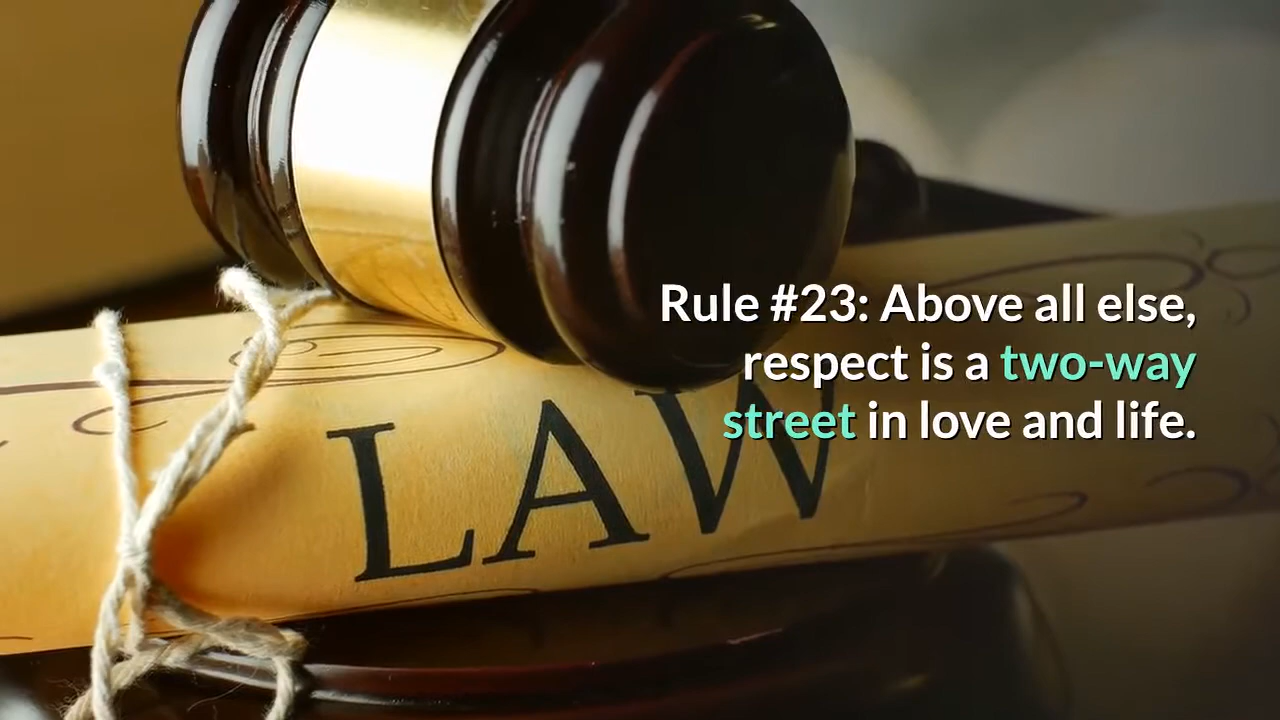 Rule #23: Above all else,
respect is a two-way
street in love and life.
LAW